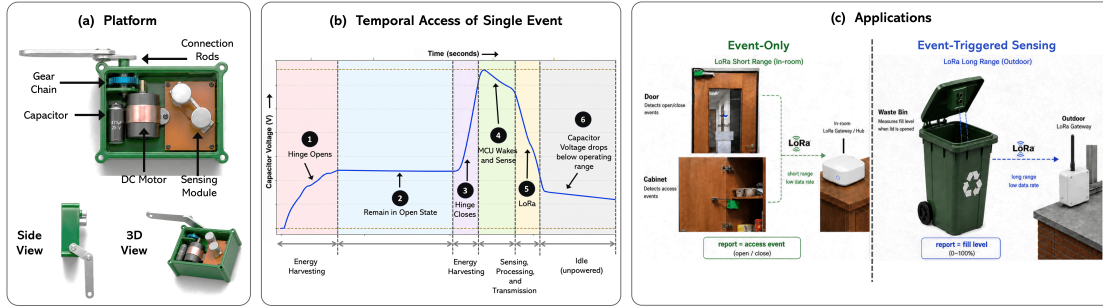 (a) Platform
Connection
Rods
Gear
Chain
Capacitor
DC Motor
Sensing
Module
Side
View
3D
View
(b) Temporal Access of Single Event
Time (seconds)
Capacitor Voltage (V)
1
Hinge Opens
2
Remain in Open State
3
Hinge
Closes
4
MCU Wakes
and Sense
5
LoRa
6
Capacitor
Voltage drops
below operating
range
Energy
Harvesting
Energy
Harvesting
Sensing,
Processing,
and
Transmission
Idle
(unpowered)
(c) Applications
Event-Only
LoRa Short Range (In-room)
Door
Detects open/close
events
Cabinet
Detects access
events
LoRa
short range
low data rate
In-room
LoRa Gateway / Hub
report = access event
(open / close)
Event-Triggered Sensing
LoRa Long Range (Outdoor)
Waste Bin
Measures fill level
when lid is opened
LoRa
long range
low data rate
Outdoor
LoRa Gateway
report = fill level
(0–100%)